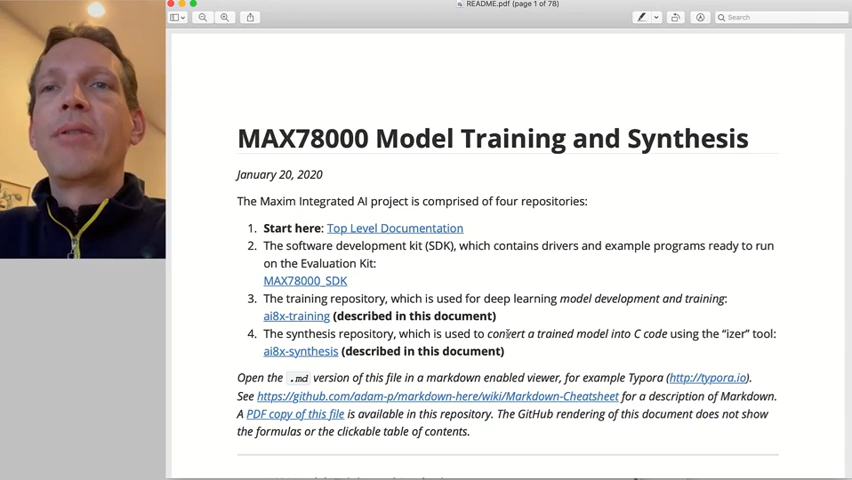 README.pdf (page 1 of 78)
Search
MAX78000 Model Training and Synthesis
January 20, 2020
The Maxim Integrated AI project is comprised of four repositories:
1. Start here: Top Level Documentation
2. The software development kit (SDK), which contains drivers and example programs ready to run
on the Evaluation Kit:
MAX78000_SDK
3. The training repository, which is used for deep learning model development and training:
ai8x-training (described in this document)
4. The synthesis repository, which is used to convert a trained model into C code using the “izer” tool:
ai8x-synthesis (described in this document)
Open the .md version of this file in a markdown enabled viewer, for example Typora (http://typora.io).
See https://github.com/adam-p/markdown-here/wiki/Markdown-Cheatsheet for a description of Markdown.
A PDF copy of this file is available in this repository. The GitHub rendering of this document does not show
the formulas or the clickable table of contents.